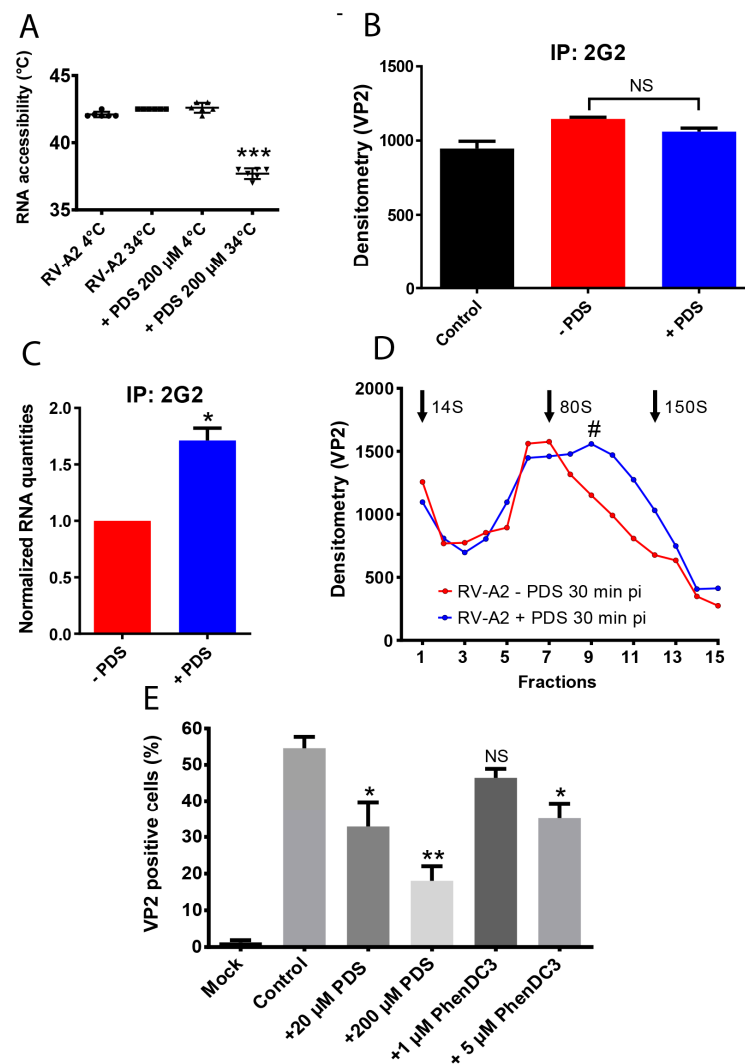 A
RNA accessibility (°C)
45
42
38
35
***
RV-A2 4°C
RV-A2 34°C
+ PDS 200 µM 4°C
+ PDS 200 µM 34°C
-
B
IP: 2G2
Densitometry (VP2)
1500
1000
500
0
NS
Control
- PDS
+ PDS
C
IP: 2G2
Normalized RNA quantities
2.0
1.5
1.0
0.5
0.0
*
- PDS
+ PDS
D
Densitometry (VP2)
2000
1500
1000
500
0
14S
80S
150S
#
RV-A2 - PDS 30 min pi
RV-A2 + PDS 30 min pi
1 3 5 7 9 11 13 15
Fractions
E
VP2 positive cells (%)
60
50
40
30
20
10
0
*
**
NS
*
Mock
Control
+20 µM PDS
+200 µM PDS
+1 µM PhenDC3
+ 5 µM PhenDC3